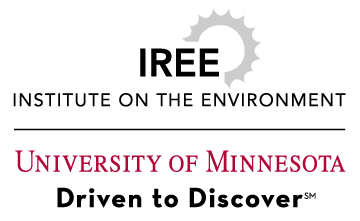 IREE
INSTITUTE ON THE ENVIRONMENT
UNIVERSITY OF MINNESOTA
Driven to Discover℠